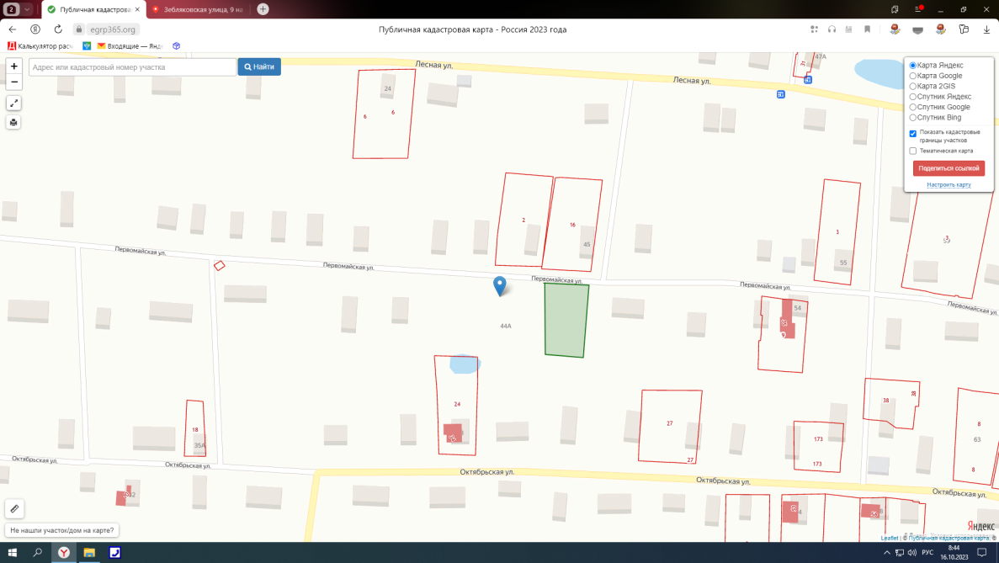 2
Публичная кадастрова
Зебляковская улица, 9 на
egrp365.org
Публичная кадастровая карта - Россия 2023 года
Калькулятор расч
Входящие — Янд
Адрес или кадастровый номер участка
Найти
Карта Яндекс
Карта Google
Карта 2GIS
Спутник Яндекс
Спутник Google
Спутник Bing
Показать кадастровые
границы участков
Тематическая карта
Поделиться ссылкой
Настроить карту
Лесная ул.
Лесная ул.
47А
31
24
6
6
2
16
45
3
55
3
Первомайская ул.
Первомайская ул.
Первомайская ул.
Первомайская ул.
Первомайская ул.
44А
54
9
24
18
35А
27
27
38
38
173
173
8
63
8
Октябрьская ул.
Октябрьская ул.
Октябрьская ул.
Октябрьская ул.
Октябрьская ул.
Не нашли участок/дом на карте?
Яндекс
Leaflet | © Публичная кадастровая карта, ©
РУС
8:44
16.10.2023